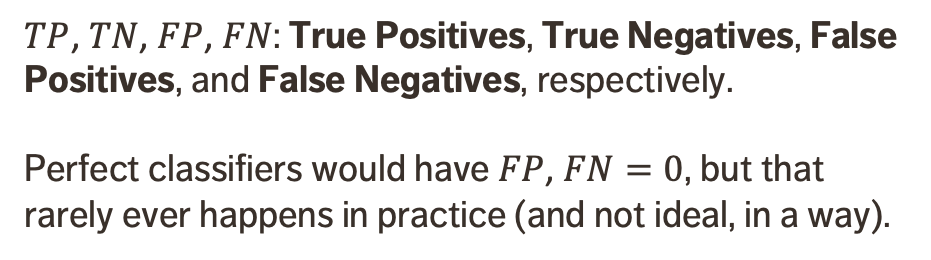 TP, TN, FP, FN: True Positives, True Negatives, False
Positives, and False Negatives, respectively.
Perfect classifiers would have FP, FN = 0, but that
rarely ever happens in practice (and not ideal, in a way).